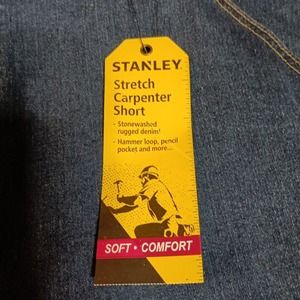 STANLEY
Stretch
Carpenter
Short
- Stonewashed
rugged denim!
- Hammer loop, pencil
pocket and more...
SOFT • COMFORT